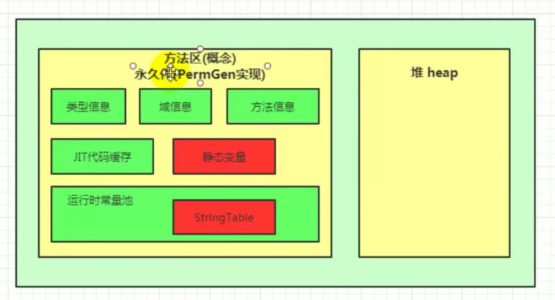 方法区(概念)
永久代(PermGen实现)
堆 heap
类型信息
域信息
方法信息
JIT代码缓存
静态变量
运行时常量池
StringTable